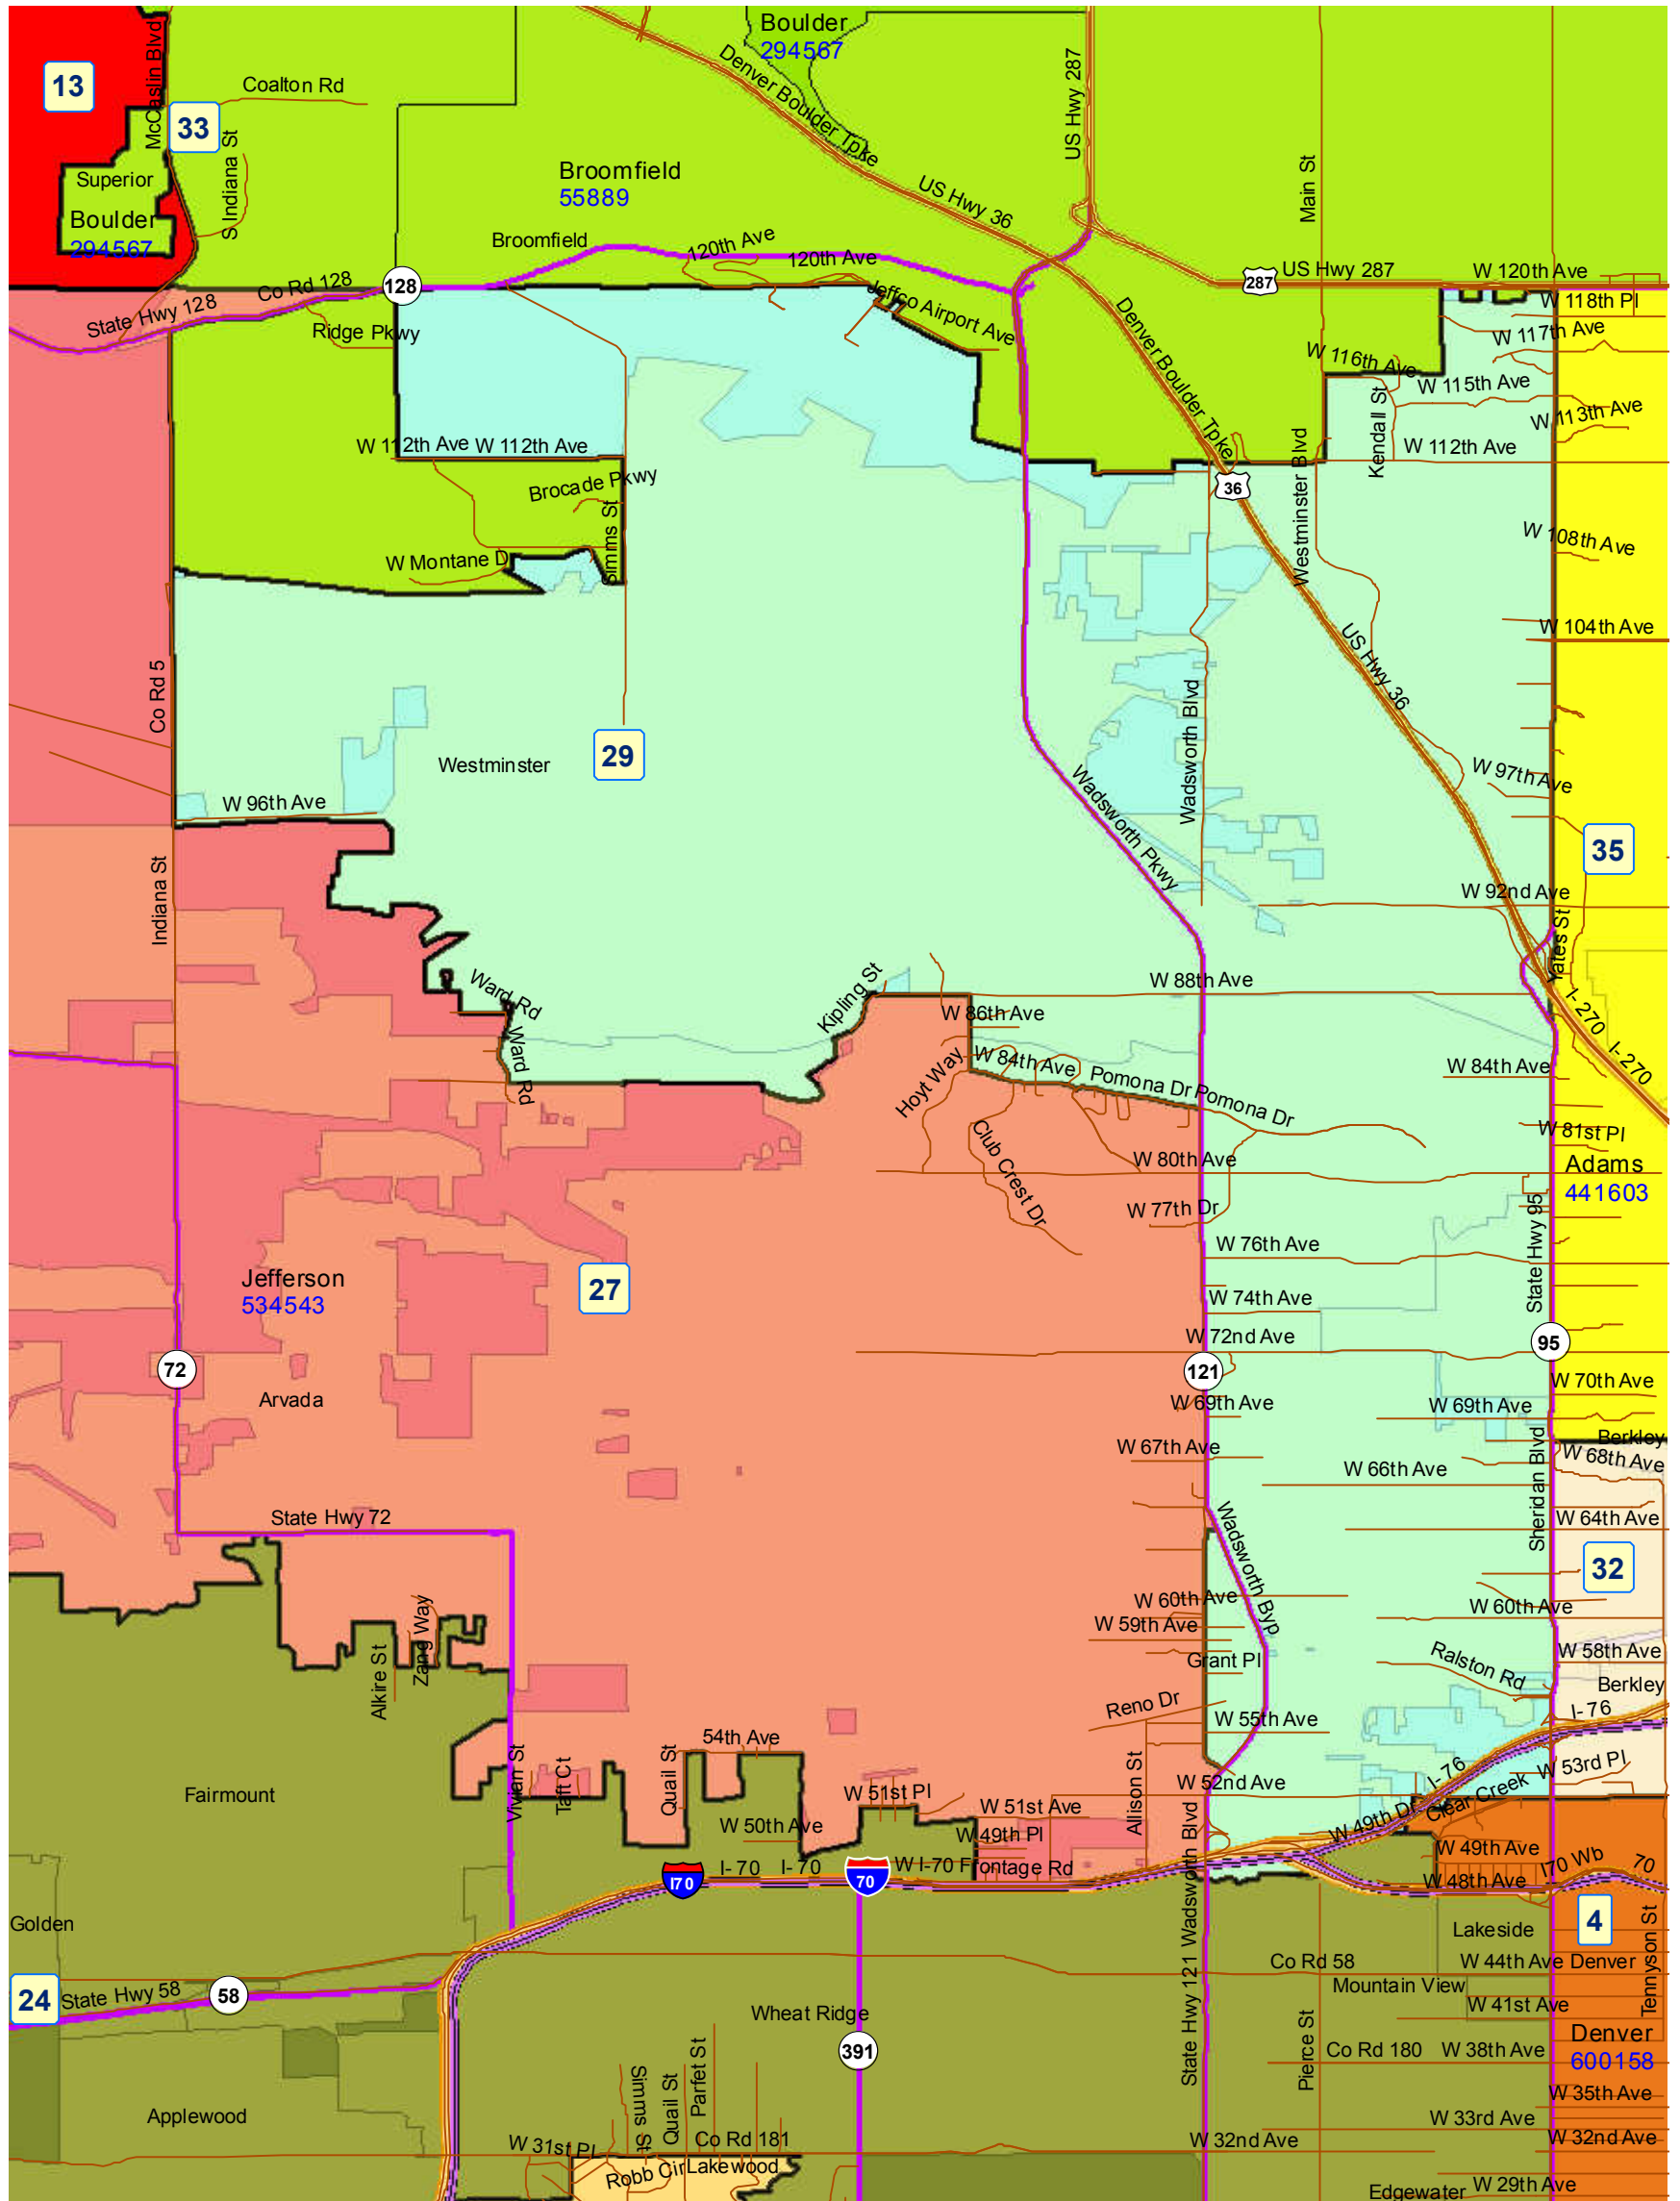 Boulder
294567
13
McCaslin Blvd
33
Coalton Rd
S Indiana St
Superior
Boulder
294567
Denver Boulder Tpke
US Hwy 287
Main St
Broomfield
55889
US Hwy 36
Broomfield
120th Ave
120th Ave
287
US Hwy 287
W 120th Ave
128
Co Rd 128
State Hwy 128
Ridge Pkwy
Jeffco Airport Ave
Denver Boulder Tpke
W 118th Pl
W 117th Ave
W 116th Ave
W 115th Ave
W 113th Ave
Kendall St
W 112th Ave
W 112th Ave
W 112th Ave
Westminster Blvd
Brocade Pkwy
Simms St
36
W Montane D
W 108th Ave
W 104th Ave
US Hwy 36
Co Rd 5
Wadsworth Blvd
29
Westminster
W 96th Ave
Wadsworth Pkwy
W 97th Ave
35
Indiana St
W 92nd Ave
Yates St
Ward Rd
Ward Rd
Kipling St
W 88th Ave
W 86th Ave
I-270
I-270
Hoyt Way
W 84th Ave
Pomona Dr
Pomona Dr
W 84th Ave
Club Crest Dr
W 81st Pl
W 80th Ave
Adams
441603
W 77th Dr
State Hwy 95
W 76th Ave
Jefferson
534543
27
W 74th Ave
W 72nd Ave
95
72
121
Arvada
W 70th Ave
W 69th Ave
W 69th Ave
Berkley
W 67th Ave
W 68th Ave
W 66th Ave
Sheridan Blvd
State Hwy 72
W 64th Ave
Wadsworth Byp
32
W 60th Ave
W 60th Ave
W 59th Ave
Zang Way
Alkire St
Grant Pl
Ralston Rd
W 58th Ave
Berkley
Reno Dr
W 55th Ave
I-76
54th Ave
Vivian St
Taft Ct
Quail St
Fairmount
Allison St
W 53rd Pl
I-76
W 52nd Ave
W 51st Pl
W 51st Ave
Clear Creek
W 50th Ave
W 49th Pl
W 49th Dr
W 49th Ave
I70
I-70
I-70
70
W I-70 Frontage Rd
I70 Wb
70
W 48th Ave
Golden
State Hwy 121 Wadsworth Blvd
Lakeside
4
Tennyson St
Co Rd 58
W 44th Ave
Denver
24
State Hwy 58
58
Mountain View
W 41st Ave
Wheat Ridge
Denver
600158
391
Pierce St
Co Rd 180
W 38th Ave
Simms St
Quail St
Parfet St
W 35th Ave
Applewood
W 33rd Ave
W 31st Pl
Co Rd 181
W 32nd Ave
W 32nd Ave
Robb Cir
Lakewood
W 29th Ave
Edgewater